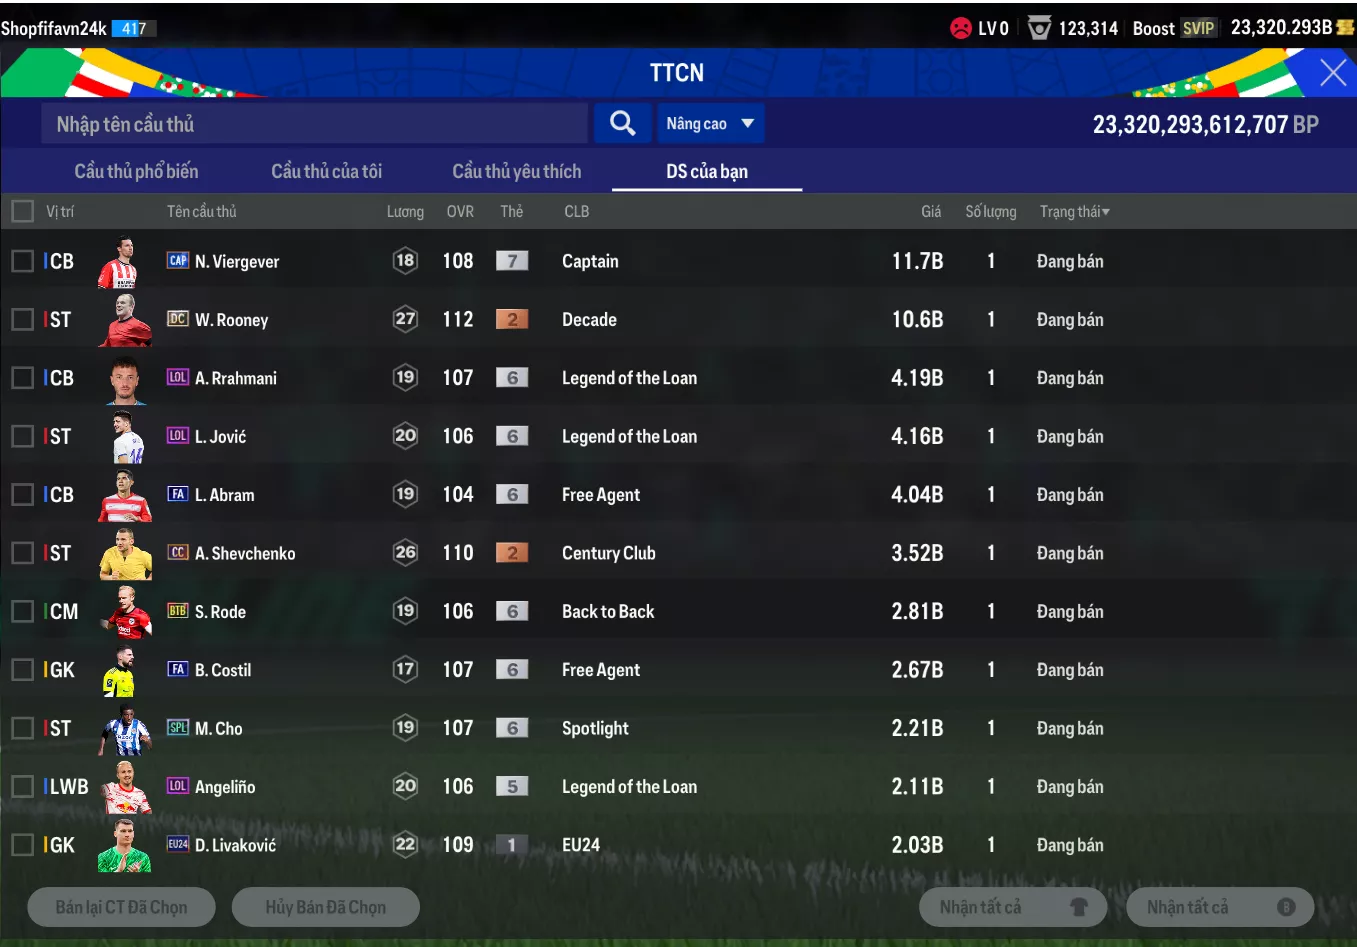 Shopfifavn24k 417 LV 0 123,314 Boost SVIP 23,320.293B
TTCN
Nhập tên cầu thủ Nâng cao 23,320,293,612,707 BP
Cầu thủ phổ biến Cầu thủ của tôi Cầu thủ yêu thích DS của bạn
Vị trí Tên cầu thủ Lương OVR Thẻ CLB Giá Số lượng Trạng thái
CB CAP N. Viergever 18 108 7 Captain 11.7B 1 Đang bán
ST DC W. Rooney 27 112 2 Decade 10.6B 1 Đang bán
CB LOL A. Rrahmani 19 107 6 Legend of the Loan 4.19B 1 Đang bán
ST LOL L. Jović 20 106 6 Legend of the Loan 4.16B 1 Đang bán
CB FA L. Abram 19 104 6 Free Agent 4.04B 1 Đang bán
ST CC A. Shevchenko 26 110 2 Century Club 3.52B 1 Đang bán
CM BTB S. Rode 19 106 6 Back to Back 2.81B 1 Đang bán
GK FA B. Costil 17 107 6 Free Agent 2.67B 1 Đang bán
ST SPL M. Cho 19 107 6 Spotlight 2.21B 1 Đang bán
LWB LOL Angeliño 20 106 5 Legend of the Loan 2.11B 1 Đang bán
GK EU24 D. Livaković 22 109 1 EU24 2.03B 1 Đang bán
Bán lại CT Đã Chọn Hủy Bán Đã Chọn Nhận tất cả Nhận tất cả B